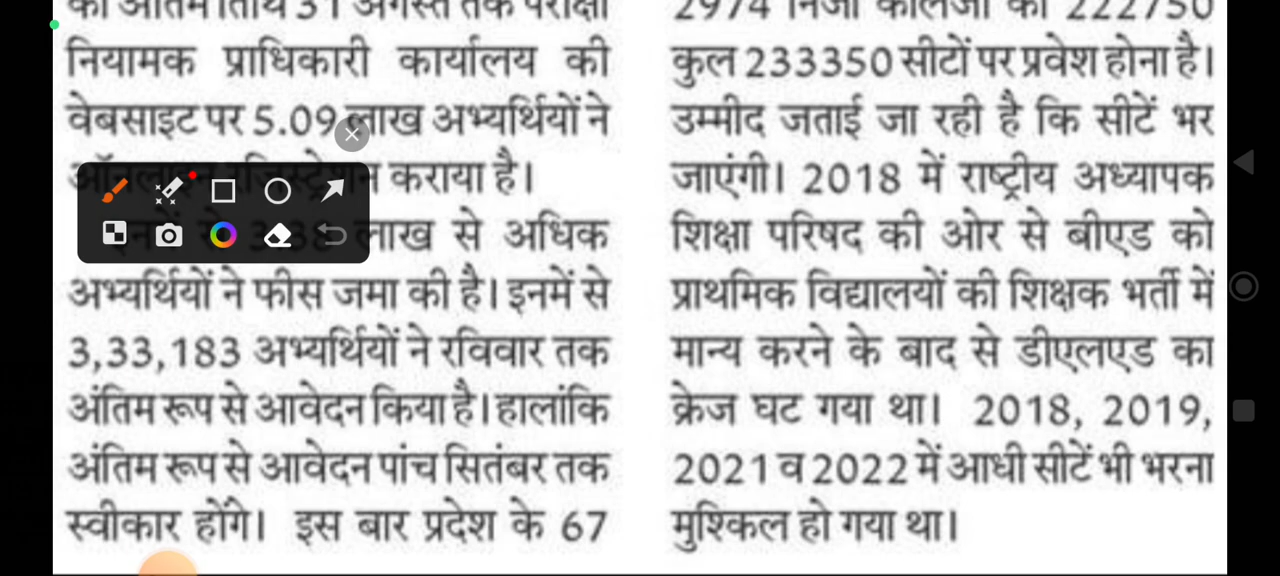 की अंतिम तिथि 31 अगस्त तक परीक्षा
नियामक प्राधिकारी कार्यालय की
वेबसाइट पर 5.09 लाख अभ्यर्थियों ने
कराया है।
लाख से अधिक
अभ्यर्थियों ने फीस जमा की है। इनमें से
3,33,183 अभ्यर्थियों ने रविवार तक
अंतिम रूप से आवेदन किया है। हालांकि
अंतिम रूप से आवेदन पांच सितंबर तक
स्वीकार होंगे। इस बार प्रदेश के 67
2974 निजी कॉलेजों की 222750
कुल 233350 सीटों पर प्रवेश होना है।
उम्मीद जताई जा रही है कि सीटें भर
जाएंगी। 2018 में राष्ट्रीय अध्यापक
शिक्षा परिषद की ओर से बीएड को
प्राथमिक विद्यालयों की शिक्षक भर्ती में
मान्य करने के बाद से डीएलएड का
क्रेज घट गया था। 2018, 2019,
2021 व 2022 में आधी सीटें भी भरना
मुश्किल हो गया था।